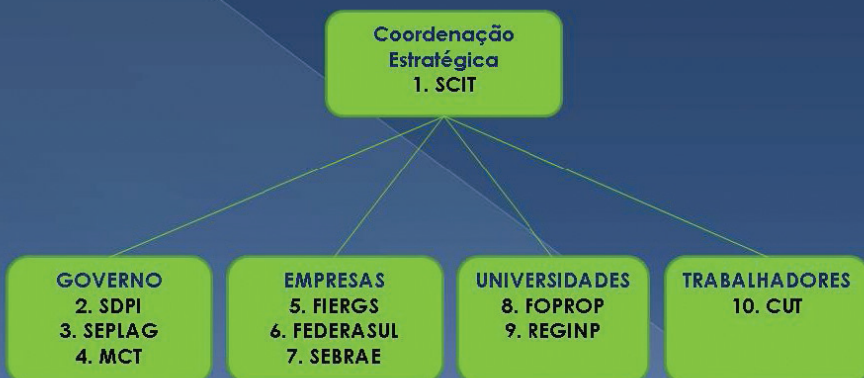 Coordenação
Estratégica
1. SCIT
GOVERNO
2. SDPI
3. SEPLAG
4. MCT
EMPRESAS
5. FIERGS
6. FEDERASUL
7. SEBRAE
UNIVERSIDADES
8. FOPROP
9. REGINP
TRABALHADORES
10. CUT